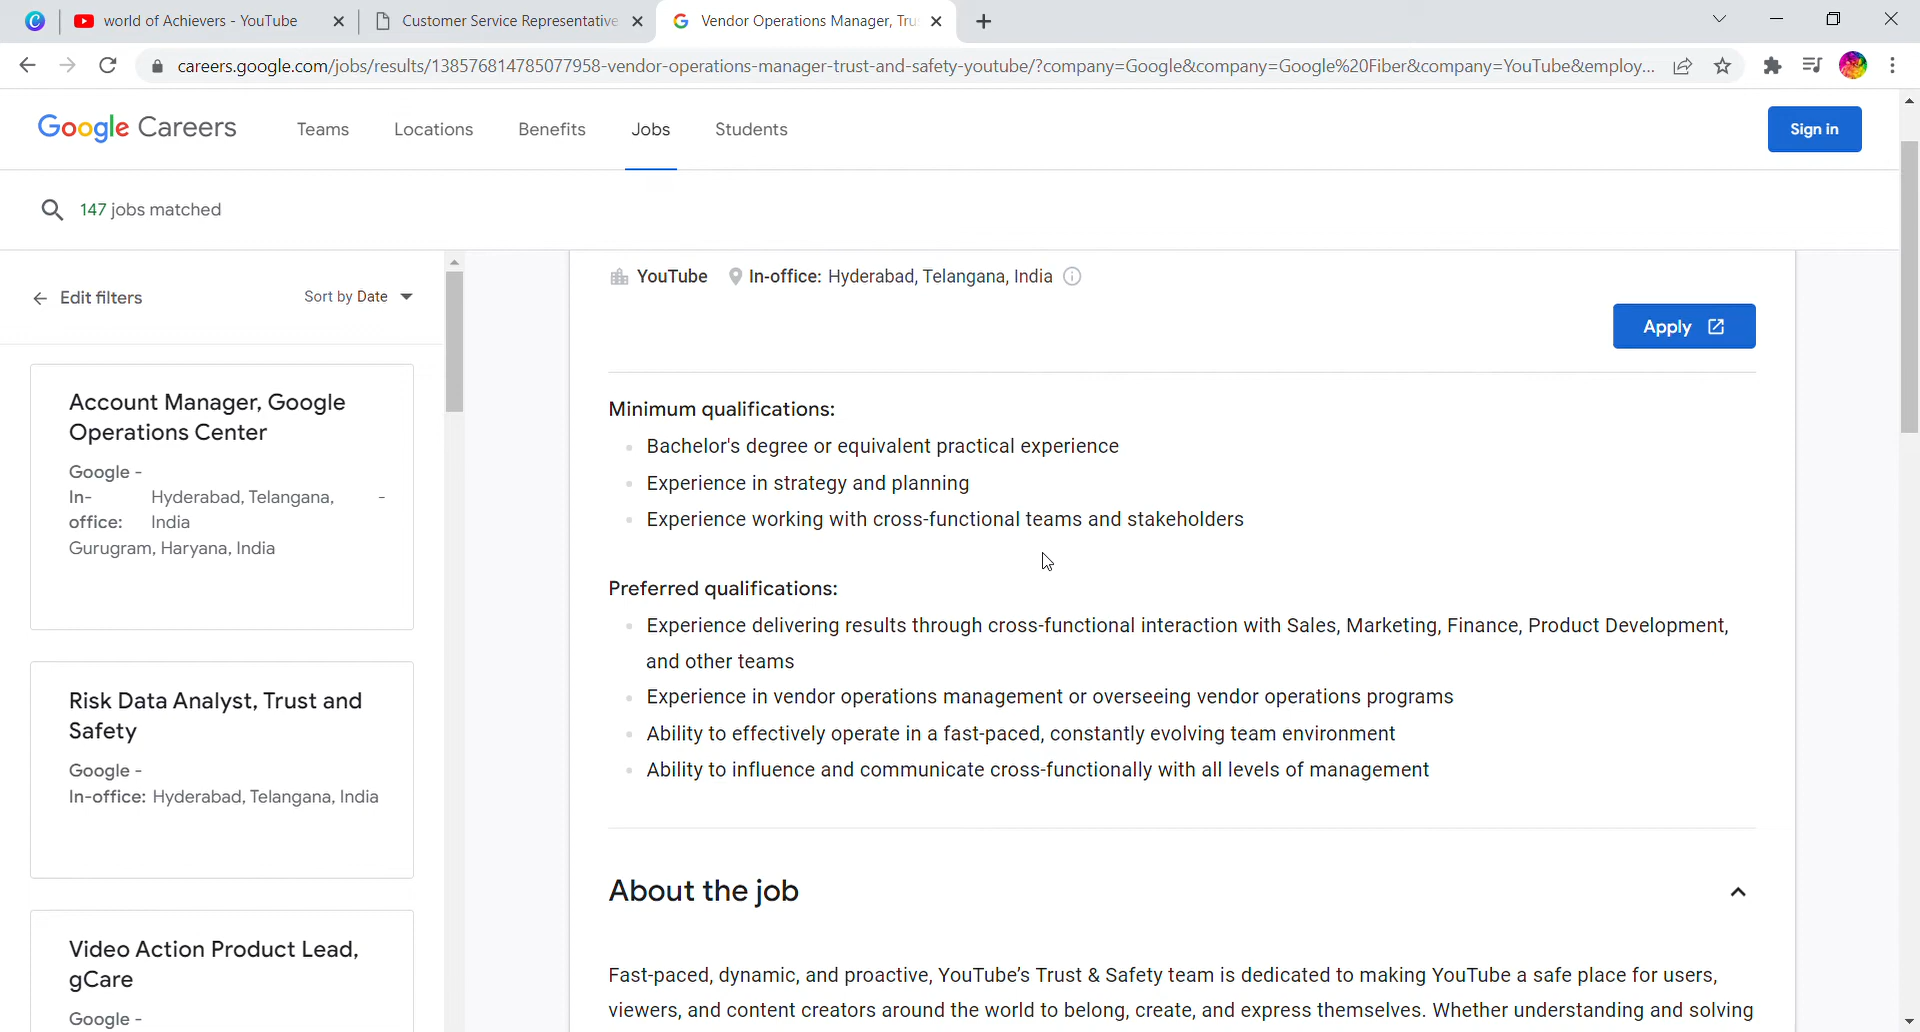 world of Achievers - YouTube
Customer Service Representative
Vendor Operations Manager, Tru
careers.google.com/jobs/results/138576814785077958-vendor-operations-manager-trust-and-safety-youtube/?company=Google&company=Google%20Fiber&company=YouTube&employ...
Google Careers
Teams
Locations
Benefits
Jobs
Students
Sign in
147 jobs matched
Edit filters
Sort by Date
Account Manager, Google
Operations Center
Google -
In- Hyderabad, Telangana, -
office: India
Gurugram, Haryana, India
Risk Data Analyst, Trust and
Safety
Google -
In-office: Hyderabad, Telangana, India
Video Action Product Lead,
gCare
Google -
YouTube In-office: Hyderabad, Telangana, India
Apply
Minimum qualifications:
Bachelor's degree or equivalent practical experience
Experience in strategy and planning
Experience working with cross-functional teams and stakeholders
Preferred qualifications:
Experience delivering results through cross-functional interaction with Sales, Marketing, Finance, Product Development,
and other teams
Experience in vendor operations management or overseeing vendor operations programs
Ability to effectively operate in a fast-paced, constantly evolving team environment
Ability to influence and communicate cross-functionally with all levels of management
About the job
Fast-paced, dynamic, and proactive, YouTube’s Trust & Safety team is dedicated to making YouTube a safe place for users,
viewers, and content creators around the world to belong, create, and express themselves. Whether understanding and solving